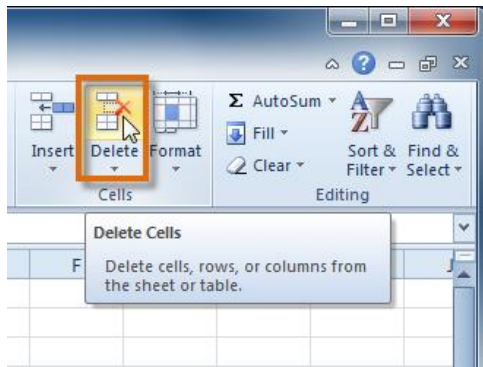 Σ AutoSum
Insert Delete Format
Fill
Clear
Sort & Find &
Filter Select
Cells
Editing
Delete Cells
Delete cells, rows, or columns from
the sheet or table.
F
J